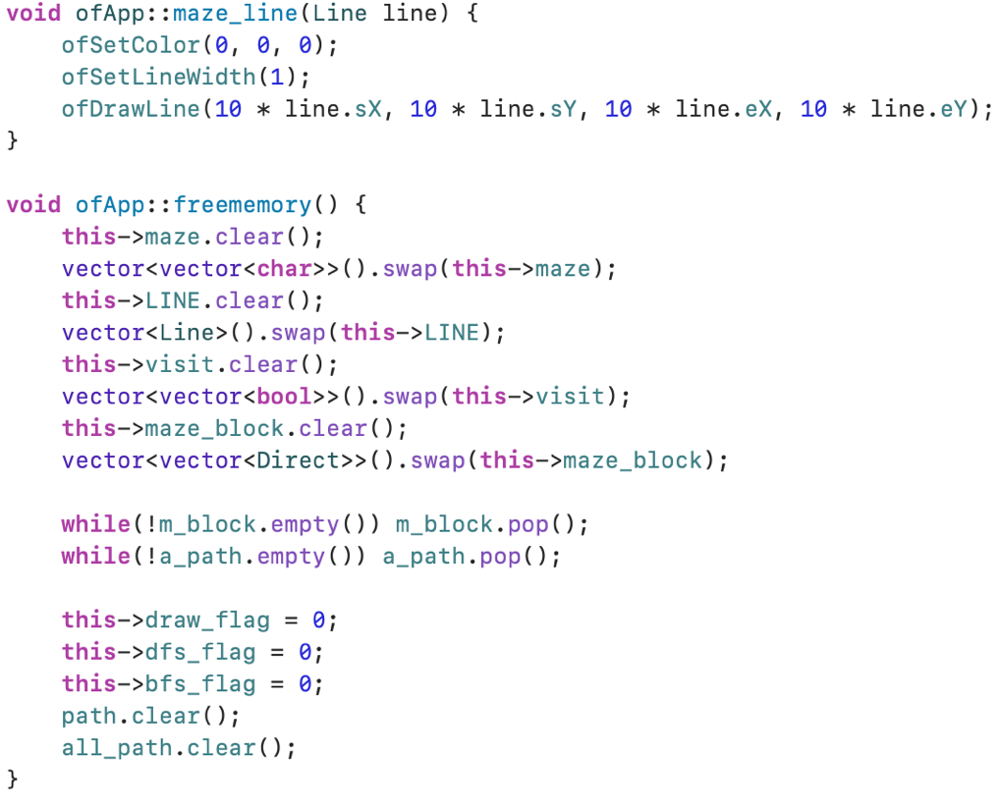 void ofApp::maze_line(Line line) {
    ofSetColor(0, 0, 0);
    ofSetLineWidth(1);
    ofDrawLine(10 * line.sX, 10 * line.sY, 10 * line.eX, 10 * line.eY);
}

void ofApp::freememory() {
    this->maze.clear();
    vector<vector<char>>().swap(this->maze);
    this->LINE.clear();
    vector<Line>().swap(this->LINE);
    this->visit.clear();
    vector<vector<bool>>().swap(this->visit);
    this->maze_block.clear();
    vector<vector<Direct>>().swap(this->maze_block);

    while(!m_block.empty()) m_block.pop();
    while(!a_path.empty()) a_path.pop();

    this->draw_flag = 0;
    this->dfs_flag = 0;
    this->bfs_flag = 0;
    path.clear();
    all_path.clear();
}